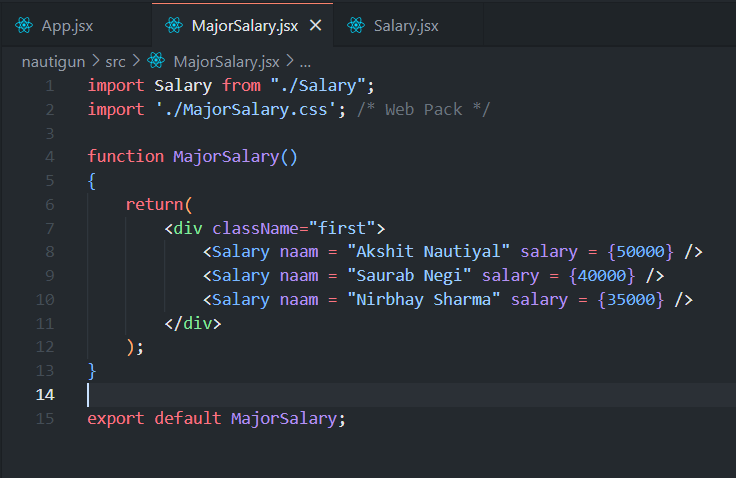 App.jsx MajorSalary.jsx × Salary.jsx
nautigun > src > MajorSalary.jsx > ...
1 import Salary from "./Salary";
2 import './MajorSalary.css'; /* Web Pack */
3
4 function MajorSalary()
5 {
6 return(
7 <div className="first">
8 <Salary naam = "Akshit Nautiyal" salary = {50000} />
9 <Salary naam = "Saurab Negi" salary = {40000} />
10 <Salary naam = "Nirbhay Sharma" salary = {35000} />
11 </div>
12 );
13 }
14
15 export default MajorSalary;